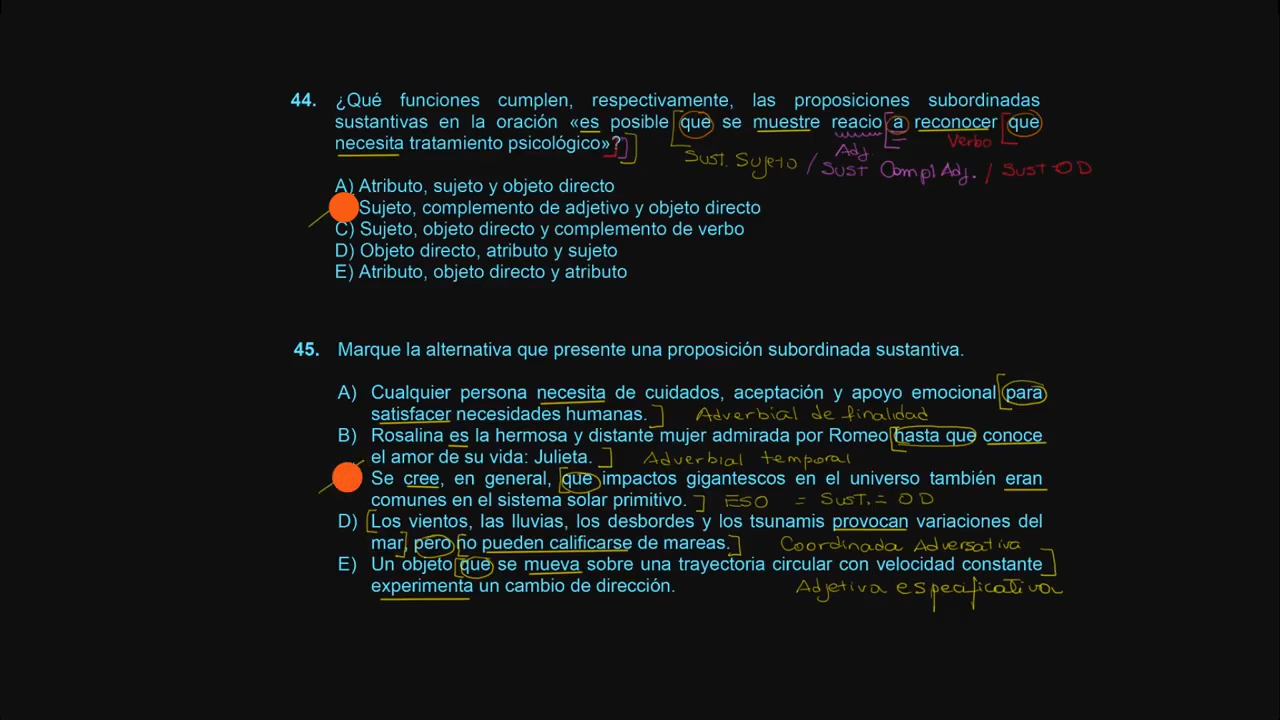 44. ¿Qué funciones cumplen, respectivamente, las proposiciones subordinadas
sustantivas en la oración «es posible que se muestre reacio a reconocer que
necesita tratamiento psicológico»?
Adj. Verbo
Sust. Sujeto / Sust Compl Adj. / Sust OD
A) Atributo, sujeto y objeto directo
Sujeto, complemento de adjetivo y objeto directo
C) Sujeto, objeto directo y complemento de verbo
D) Objeto directo, atributo y sujeto
E) Atributo, objeto directo y atributo
45. Marque la alternativa que presente una proposición subordinada sustantiva.
A) Cualquier persona necesita de cuidados, aceptación y apoyo emocional [para
satisfacer necesidades humanas.] Adverbial de finalidad
B) Rosalina es la hermosa y distante mujer admirada por Romeo [hasta que conoce
el amor de su vida: Julieta.] Adverbial temporal
Se cree, en general, [que impactos gigantescos en el universo también eran
comunes en el sistema solar primitivo.] ESO = Sust. = OD
D) [Los vientos, las lluvias, los desbordes y los tsunamis provocan variaciones del
mar] pero [no pueden calificarse de mareas.] Coordinada Adversativa
E) Un objeto [que se mueva sobre una trayectoria circular con velocidad constante]
experimenta un cambio de dirección. Adjetiva especificativa